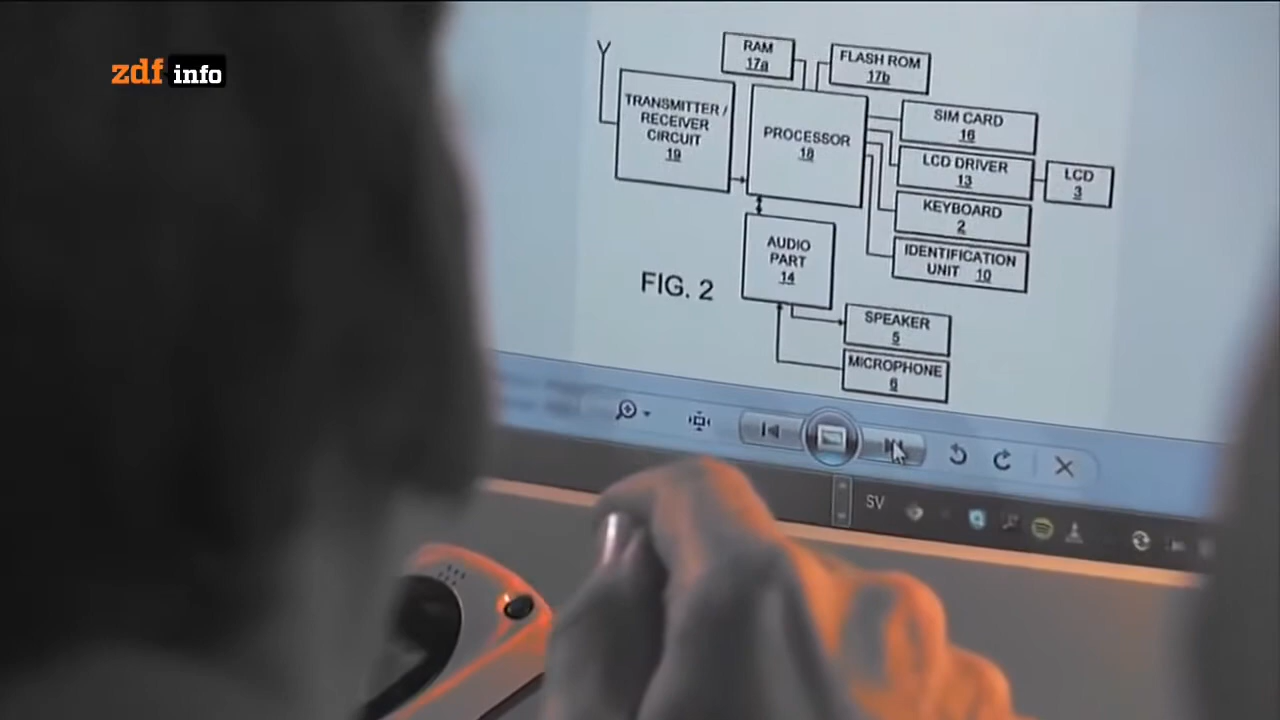 zdf info
RAM
17a
FLASH ROM
17b
TRANSMITTER /
RECEIVER
CIRCUIT
19
PROCESSOR
18
SIM CARD
16
LCD DRIVER
13
LCD
3
KEYBOARD
2
IDENTIFICATION
UNIT 10
AUDIO
PART
14
FIG. 2
SPEAKER
5
MICROPHONE
6
SV